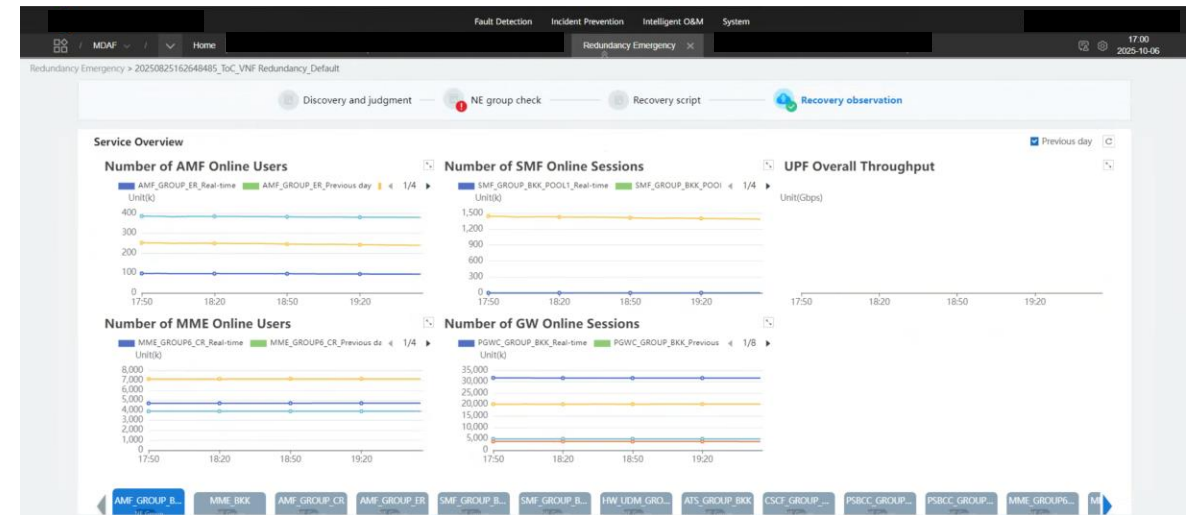 Fault Detection Incident Prevention Intelligent O&M System
/ MDAF / Home Redundancy Emergency × 17:00
2025-10-06
Redundancy Emergency > 20250825162648485_ToC_VNF Redundancy_Default
Discovery and judgment NE group check Recovery script Recovery observation
Service Overview Previous day
Number of AMF Online Users
AMF_GROUP_ER_Real-time AMF_GROUP_ER_Previous day 1/4
Unit(k)
400
300
200
100
0
17:50 18:20 18:50 19:20
Number of SMF Online Sessions
SMF_GROUP_BKK_POOL1_Real-time SMF_GROUP_BKK_POOl 1/4
Unit(k)
1,500
1,200
900
600
300
0
17:50 18:20 18:50 19:20
UPF Overall Throughput
Unit(Gbps)
17:50 18:20 18:50 19:20
Number of MME Online Users
MME_GROUP6_CR_Real-time MME_GROUP6_CR_Previous da 1/4
Unit(k)
8,000
7,000
6,000
5,000
4,000
3,000
2,000
1,000
0
17:50 18:20 18:50 19:20
Number of GW Online Sessions
PGWC_GROUP_BKK_Real-time PGWC_GROUP_BKK_Previous 1/8
Unit(k)
35,000
30,000
25,000
20,000
15,000
10,000
5,000
0
17:50 18:20 18:50 19:20
AMF_GROUP_B... MME_BKK AMF_GROUP_CR AMF_GROUP_ER SMF_GROUP_B... SMF_GROUP_B... HW_UDM_GRO... ATS_GROUP_BKK CSCF_GROUP_... PSBCC_GROUP... PSBCC_GROUP... MME_GROUP6...